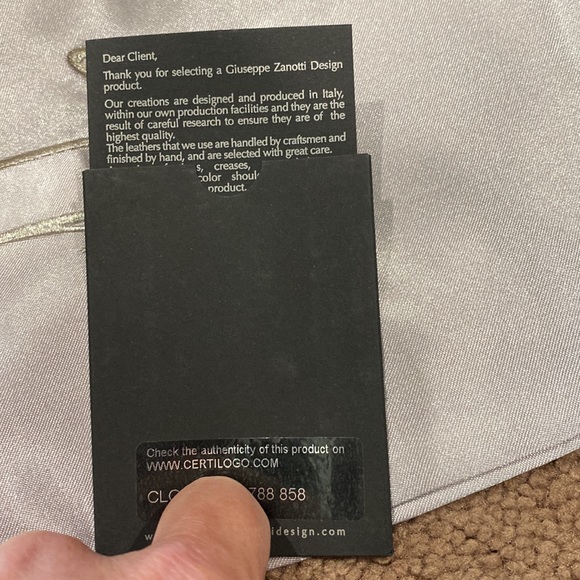 Dear Client,
Thank you for selecting a Giuseppe Zanotti Design
product.
Our creations are designed and produced in Italy,
within our own production facilities and they are the
result of careful research to ensure they are of the
highest quality.
The leathers that we use are handled by craftsmen and
finished by hand, and are selected with great care.
creases,
color
product.
Check the authenticity of this product on
WWW.CERTILOGO.COM
CLG 788 858
idesign.com